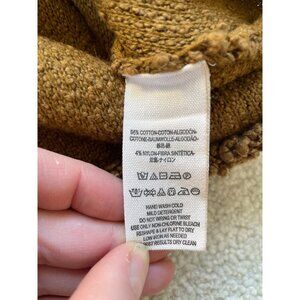 96% COTTON-COTON-ALGODÓN-
COTONE-BAUMWOLLE-ALGODÃO-
4% NYLON-FIBRA SINTÉTICA-
HAND WASH COLD
MILD DETERGENT
DO NOT WRING OR TWIST
USE ONLY NON-CHLORINE BLEACH
RESHAPE & LAY FLAT TO DRY
LOW IRON AS NEEDED
BEST RESULTS DRY CLEAN